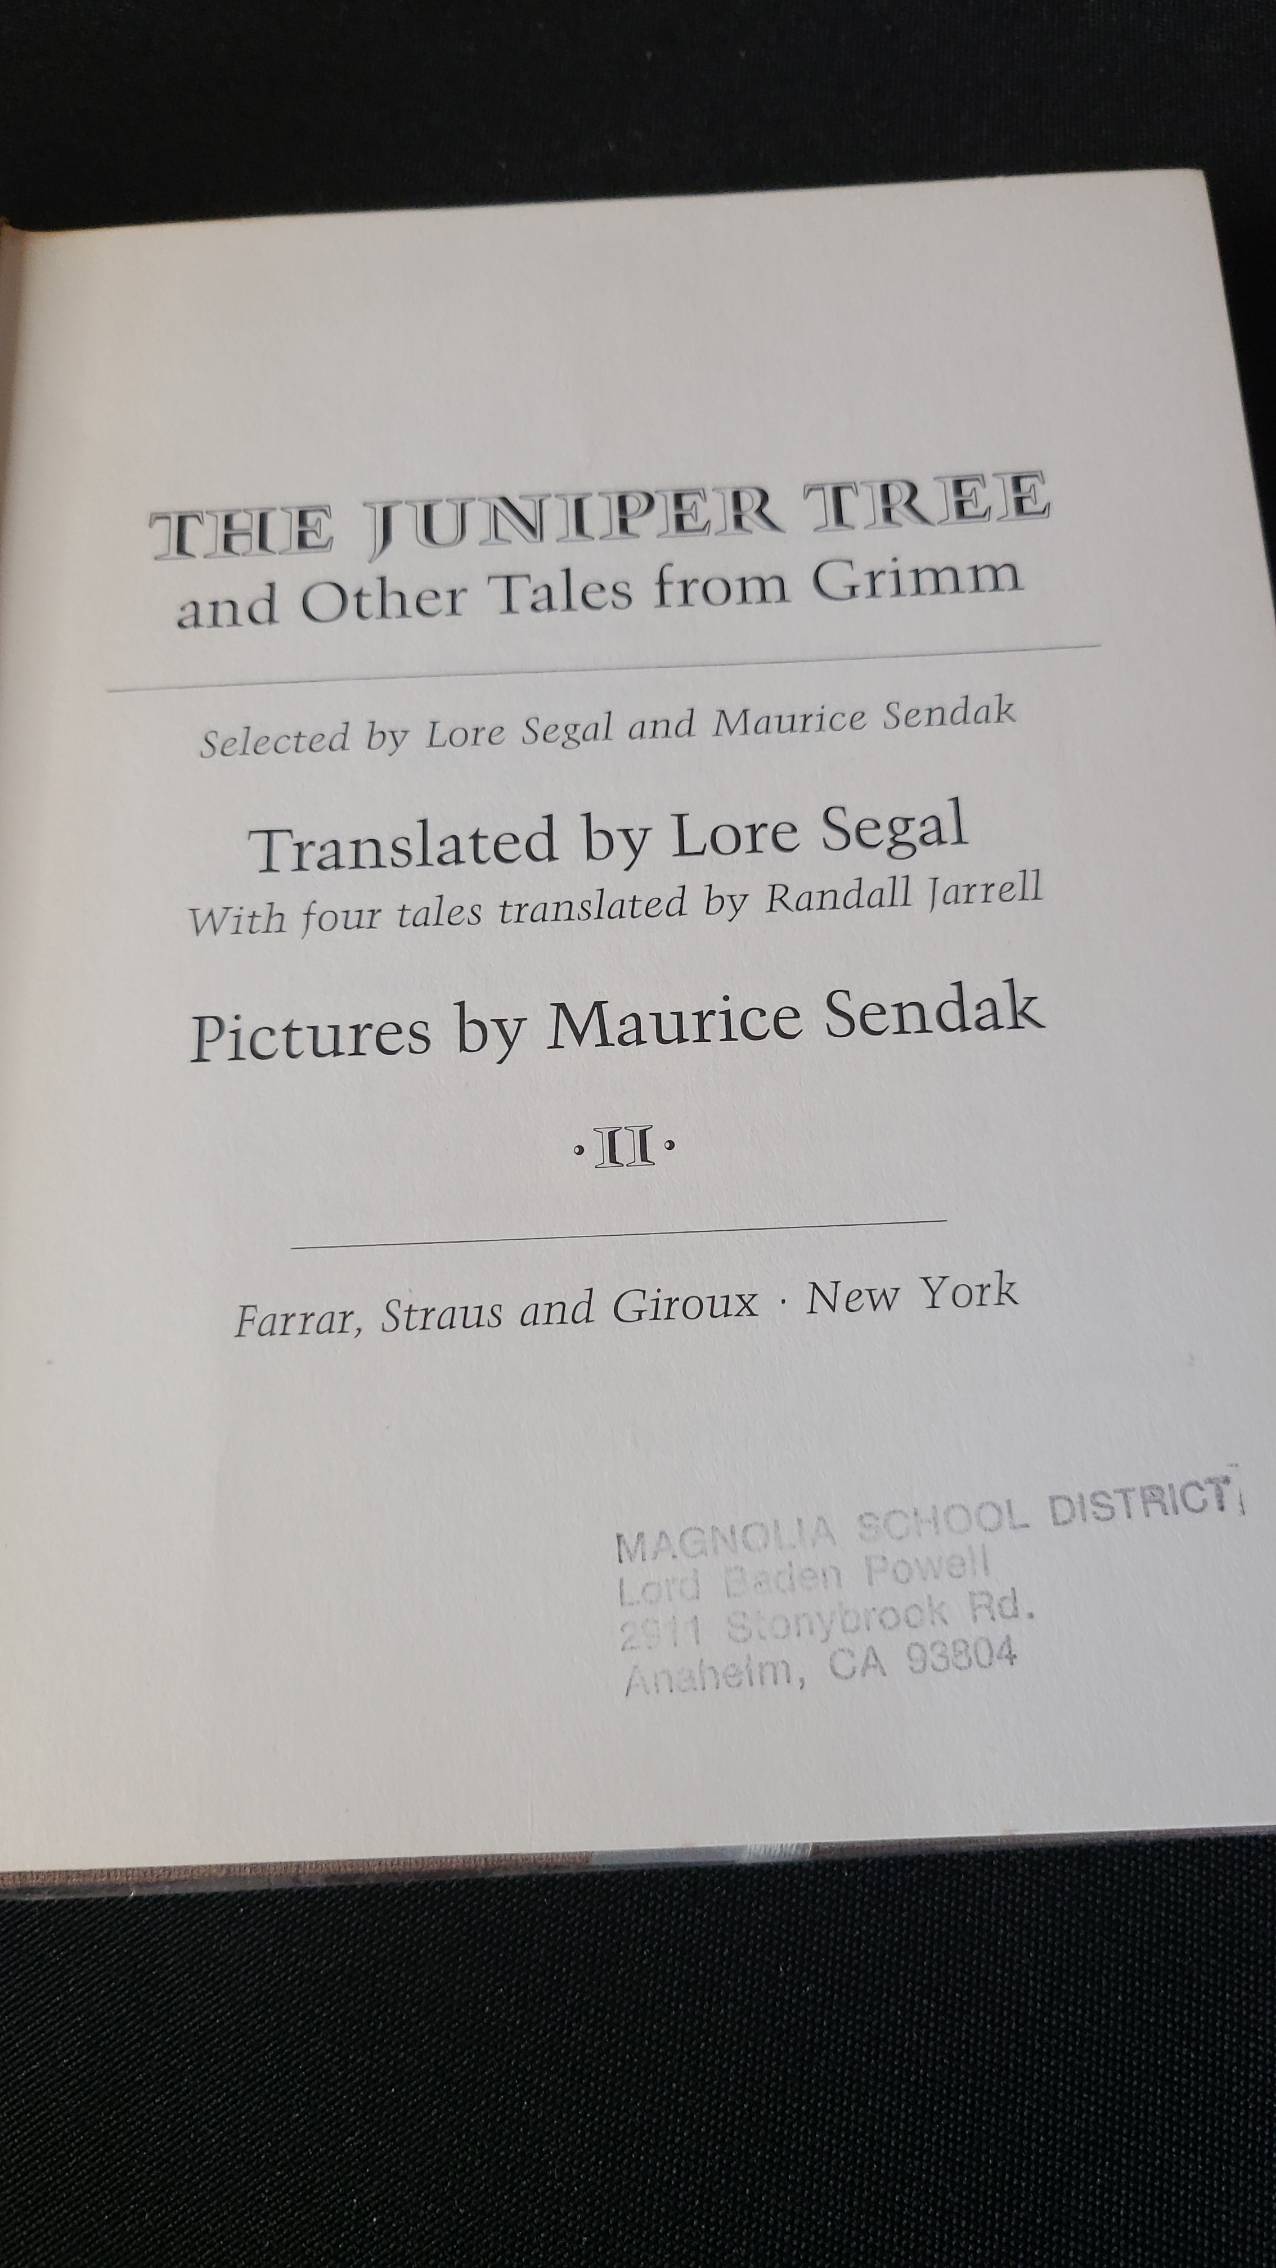 THE JUNIPER TREE
and Other Tales from Grimm
Selected by Lore Segal and Maurice Sendak
Translated by Lore Segal
With four tales translated by Randall Jarrell
Pictures by Maurice Sendak
·II·
Farrar, Straus and Giroux · New York
MAGNOLIA SCHOOL DISTRICT
Lord Baden Powell
2911 Stonybrook Rd.
Anaheim, CA 93804